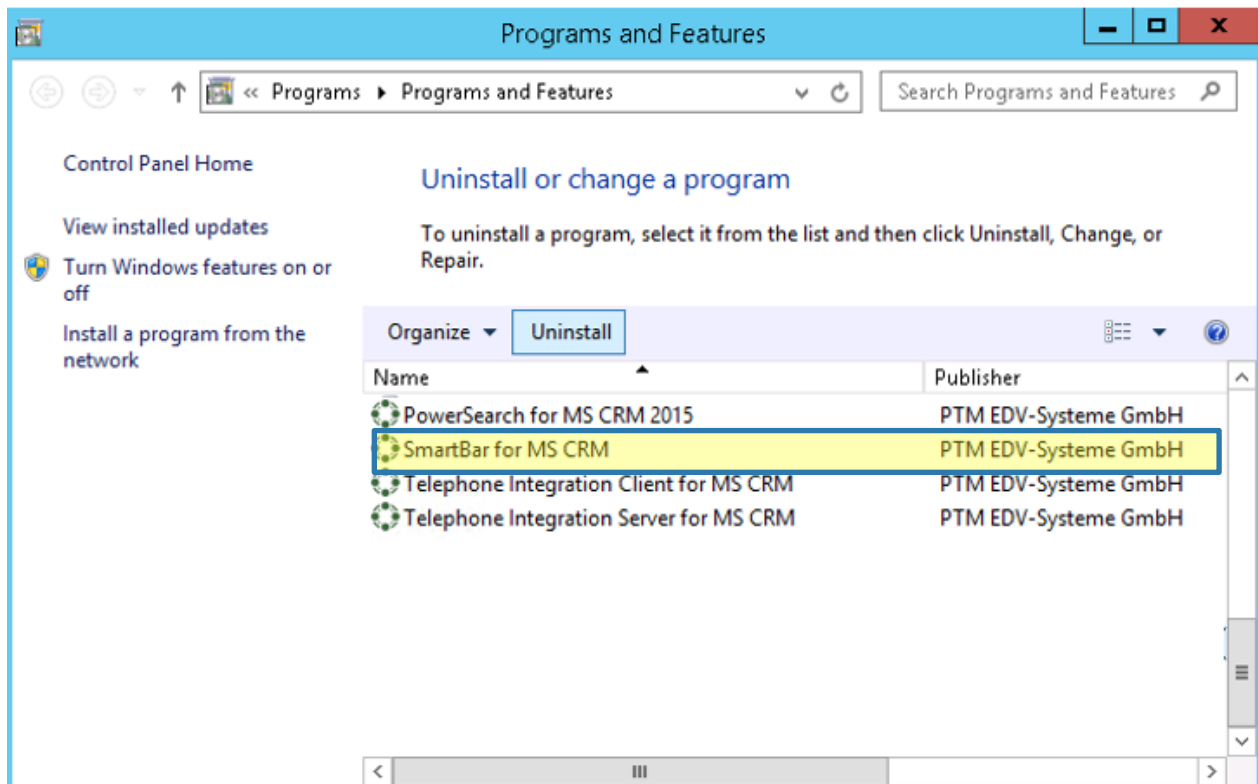 Programs and Features
« Programs Programs and Features
Search Programs and Features
Control Panel Home
View installed updates
Turn Windows features on or
off
Install a program from the
network
Uninstall or change a program
To uninstall a program, select it from the list and then click Uninstall, Change, or
Repair.
Organize Uninstall
Name Publisher
PowerSearch for MS CRM 2015 PTM EDV-Systeme GmbH
SmartBar for MS CRM PTM EDV-Systeme GmbH
Telephone Integration Client for MS CRM PTM EDV-Systeme GmbH
Telephone Integration Server for MS CRM PTM EDV-Systeme GmbH